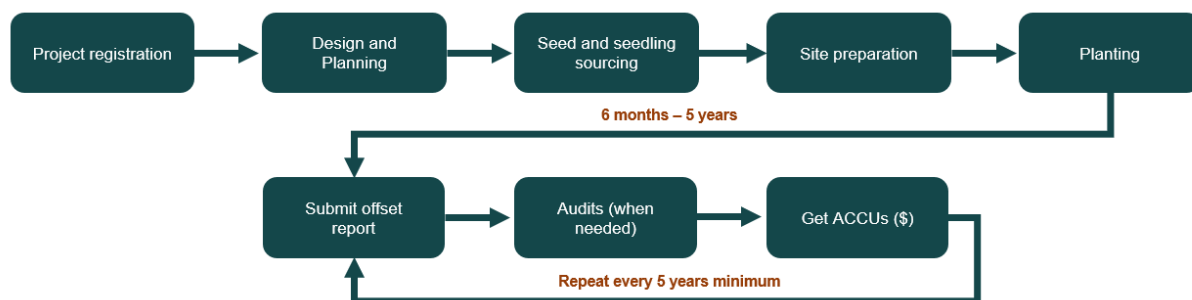 Project registration
Design and
Planning
Seed and seedling
sourcing
Site preparation
Planting
6 months – 5 years
Submit offset
report
Audits (when
needed)
Get ACCUs ($)
Repeat every 5 years minimum